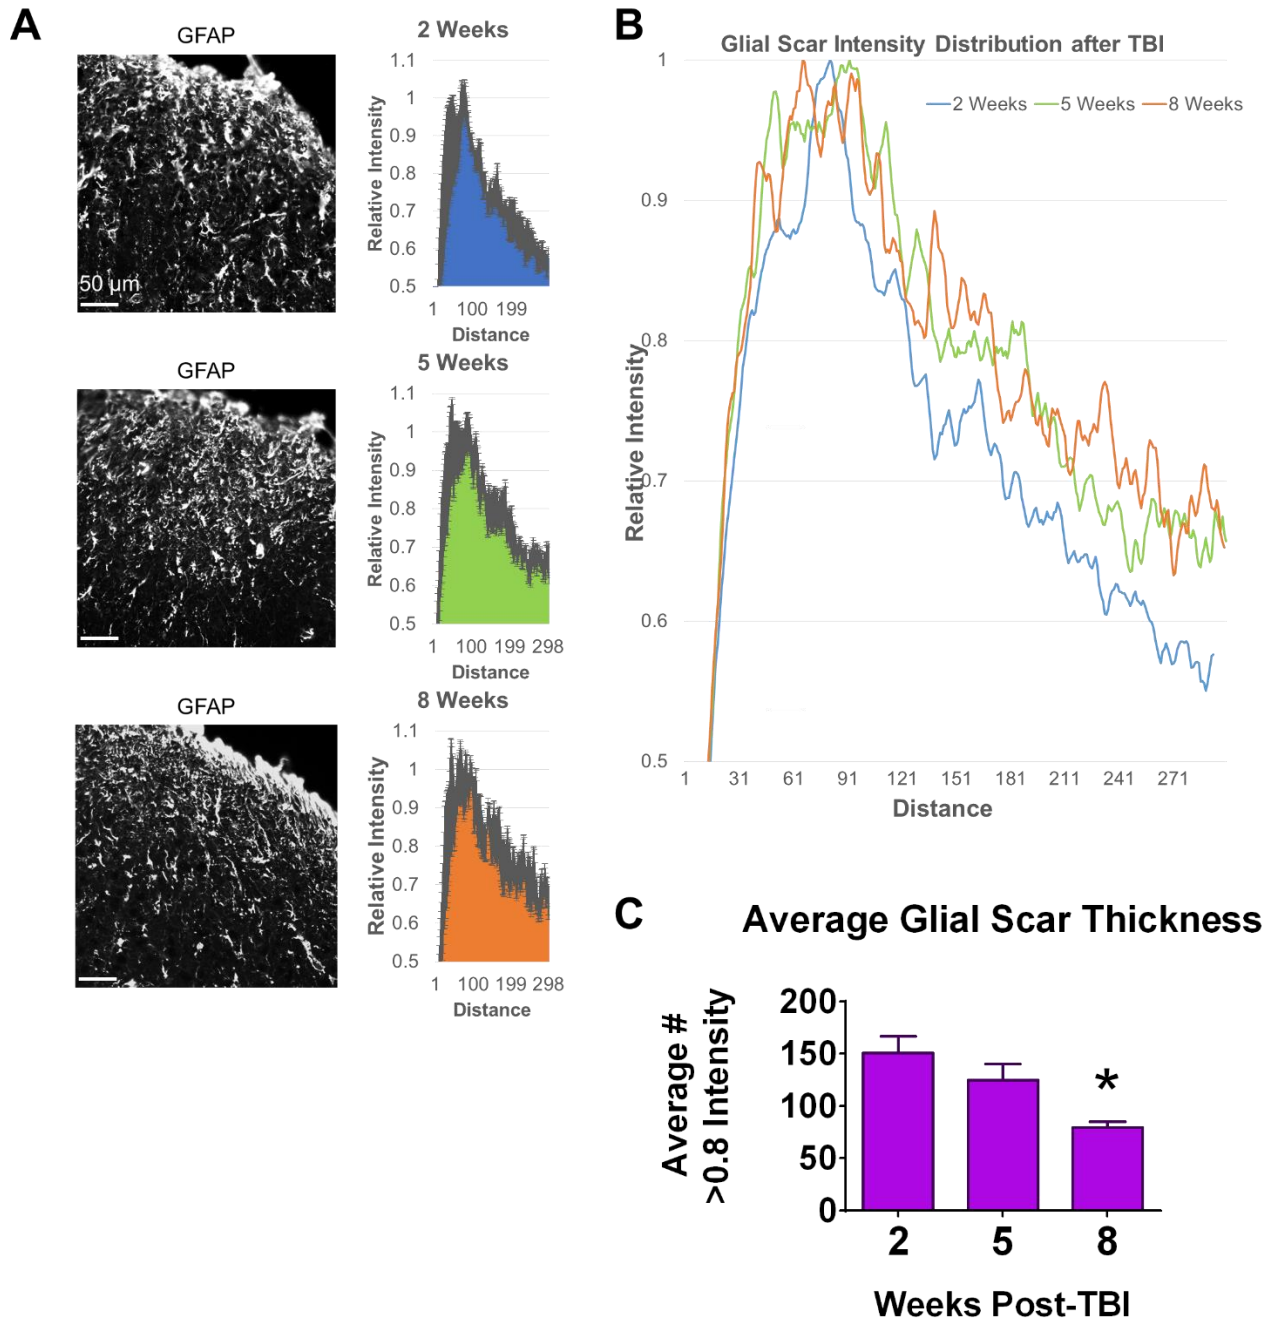 A
GFAP
2 Weeks
1.1
1
0.9
0.8
0.7
0.6
0.5
Relative Intensity
1 100 199
Distance
50 µm
GFAP
5 Weeks
1.1
1
0.9
0.8
0.7
0.6
0.5
Relative Intensity
1 100 199 298
Distance
GFAP
8 Weeks
1.1
1
0.9
0.8
0.7
0.6
0.5
Relative Intensity
1 100 199 298
Distance
B
Glial Scar Intensity Distribution after TBI
2 Weeks 5 Weeks 8 Weeks
1
0.9
0.8
0.7
0.6
0.5
Relative Intensity
1 31 61 91 121 151 181 211 241 271
Distance
C
Average Glial Scar Thickness
Average #
>0.8 Intensity
200
150
100
50
0
*
2 5 8
Weeks Post-TBI